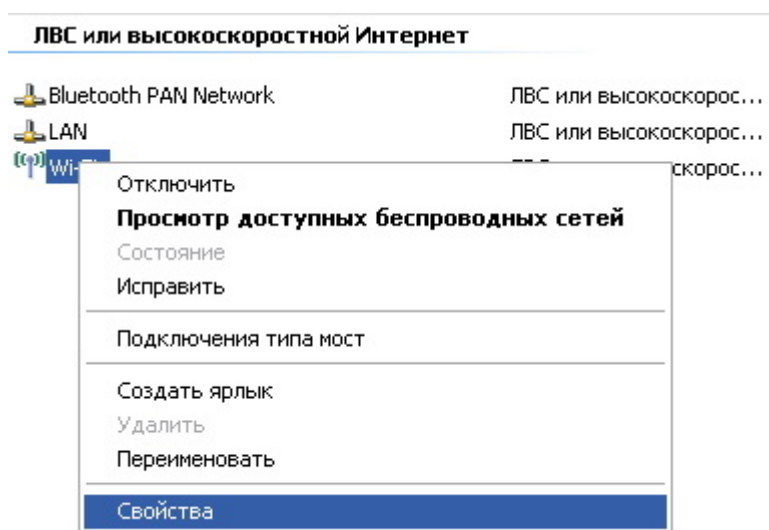 ЛВС или высокоскоростной Интернет
Bluetooth PAN Network ЛВС или высокоскорос...
LAN ЛВС или высокоскорос...
скорос...
Отключить
Просмотр доступных беспроводных сетей
Состояние
Исправить
Подключения типа мост
Создать ярлык
Удалить
Переименовать
Свойства